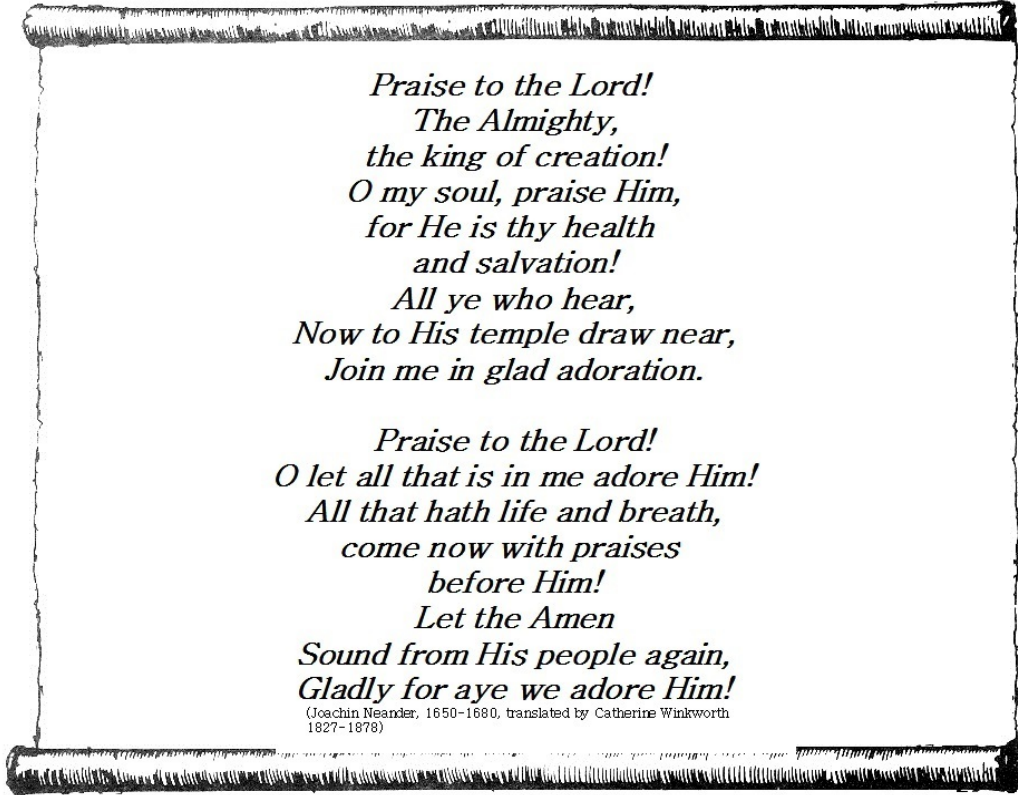 Praise to the Lord!
The Almighty,
the king of creation!
O my soul, praise Him,
for He is thy health
and salvation!
All ye who hear,
Now to His temple draw near,
Join me in glad adoration.
Praise to the Lord!
O let all that is in me adore Him!
All that hath life and breath,
come now with praises
before Him!
Let the Amen
Sound from His people again,
Gladly for aye we adore Him!
(Joachin Neander, 1650-1680, translated by Catherine Winkworth
1827-1878)